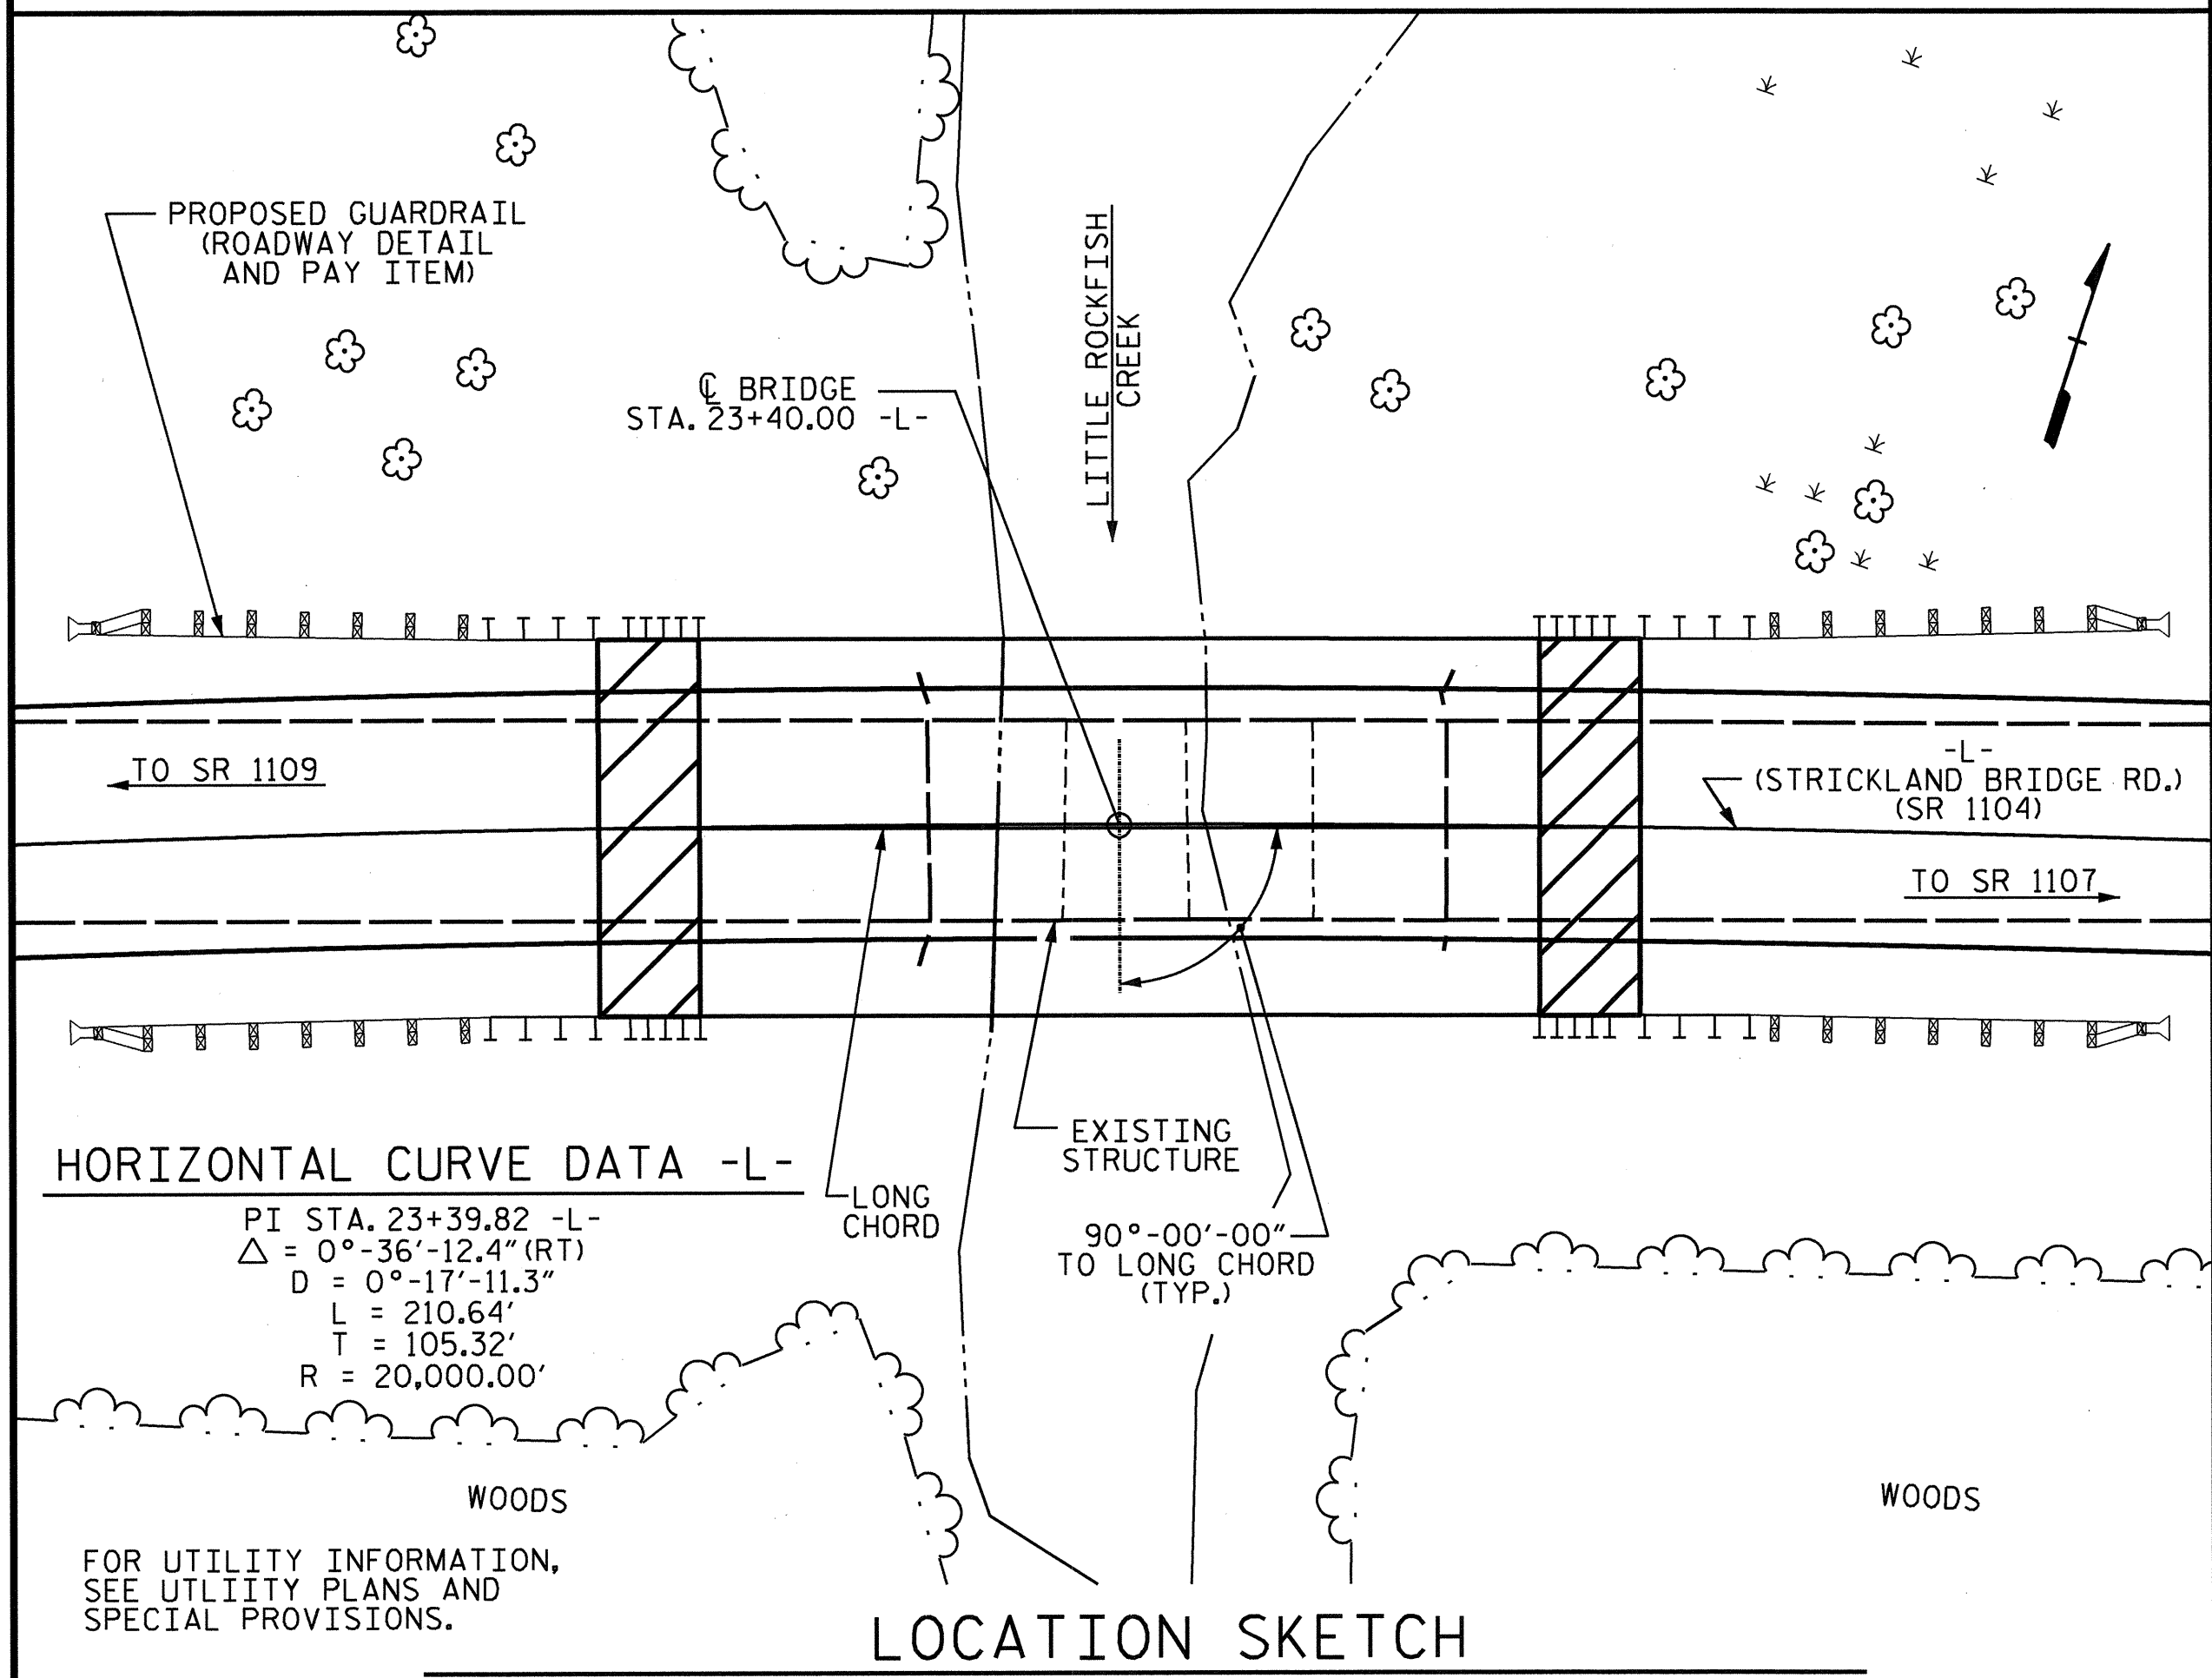 PROPOSED GUARDRAIL
(ROADWAY DETAIL
AND PAY ITEM)
LITTLE ROCKFISH
CREEK
℄ BRIDGE
STA. 23+40.00 -L-
TO SR 1109
-L-
(STRICKLAND BRIDGE RD.)
(SR 1104)
TO SR 1107
EXISTING
STRUCTURE
LONG
CHORD
90°-00′-00″
TO LONG CHORD
(TYP.)
HORIZONTAL CURVE DATA -L-
PI STA. 23+39.82 -L-
△ = 0°-36′-12.4″ (RT)
D = 0°-17′-11.3″
L = 210.64′
T = 105.32′
R = 20,000.00′
WOODS
WOODS
FOR UTILITY INFORMATION,
SEE UTLIITY PLANS AND
SPECIAL PROVISIONS.
LOCATION SKETCH